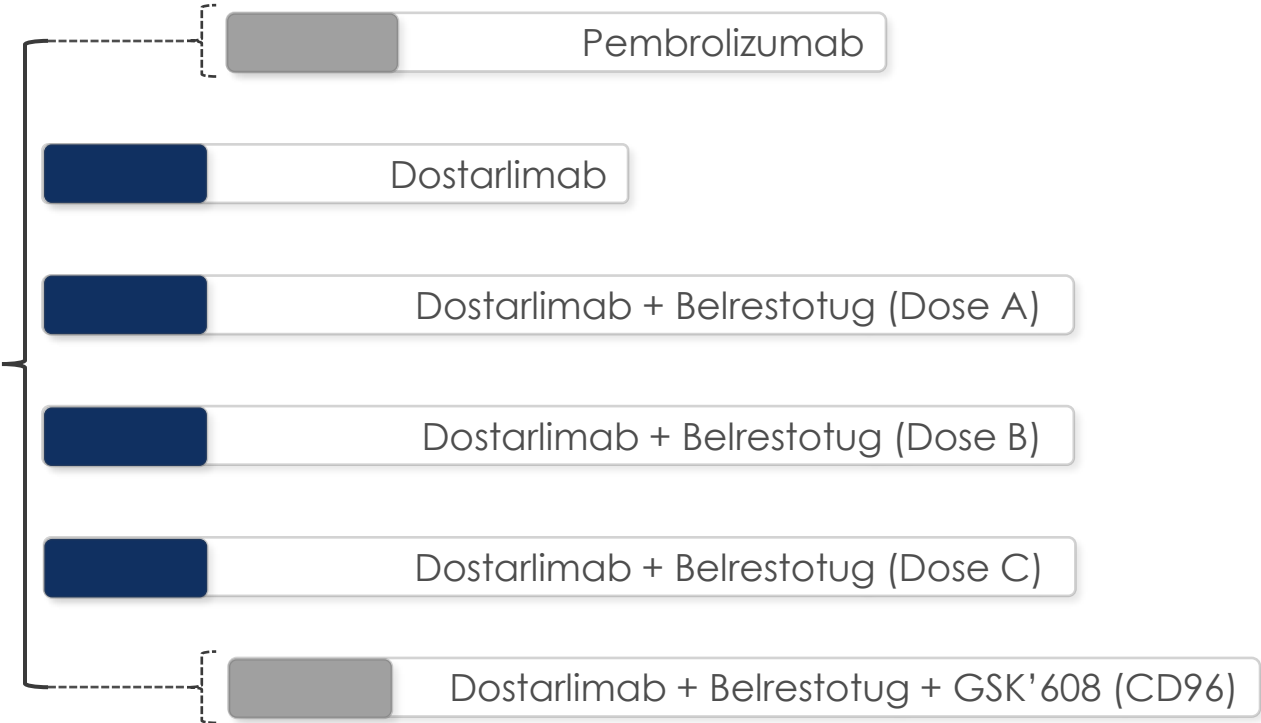 Pembrolizumab
Dostarlimab
Dostarlimab + Belrestotug (Dose A)
Dostarlimab + Belrestotug (Dose B)
Dostarlimab + Belrestotug (Dose C)
Dostarlimab + Belrestotug + GSK’608 (CD96)